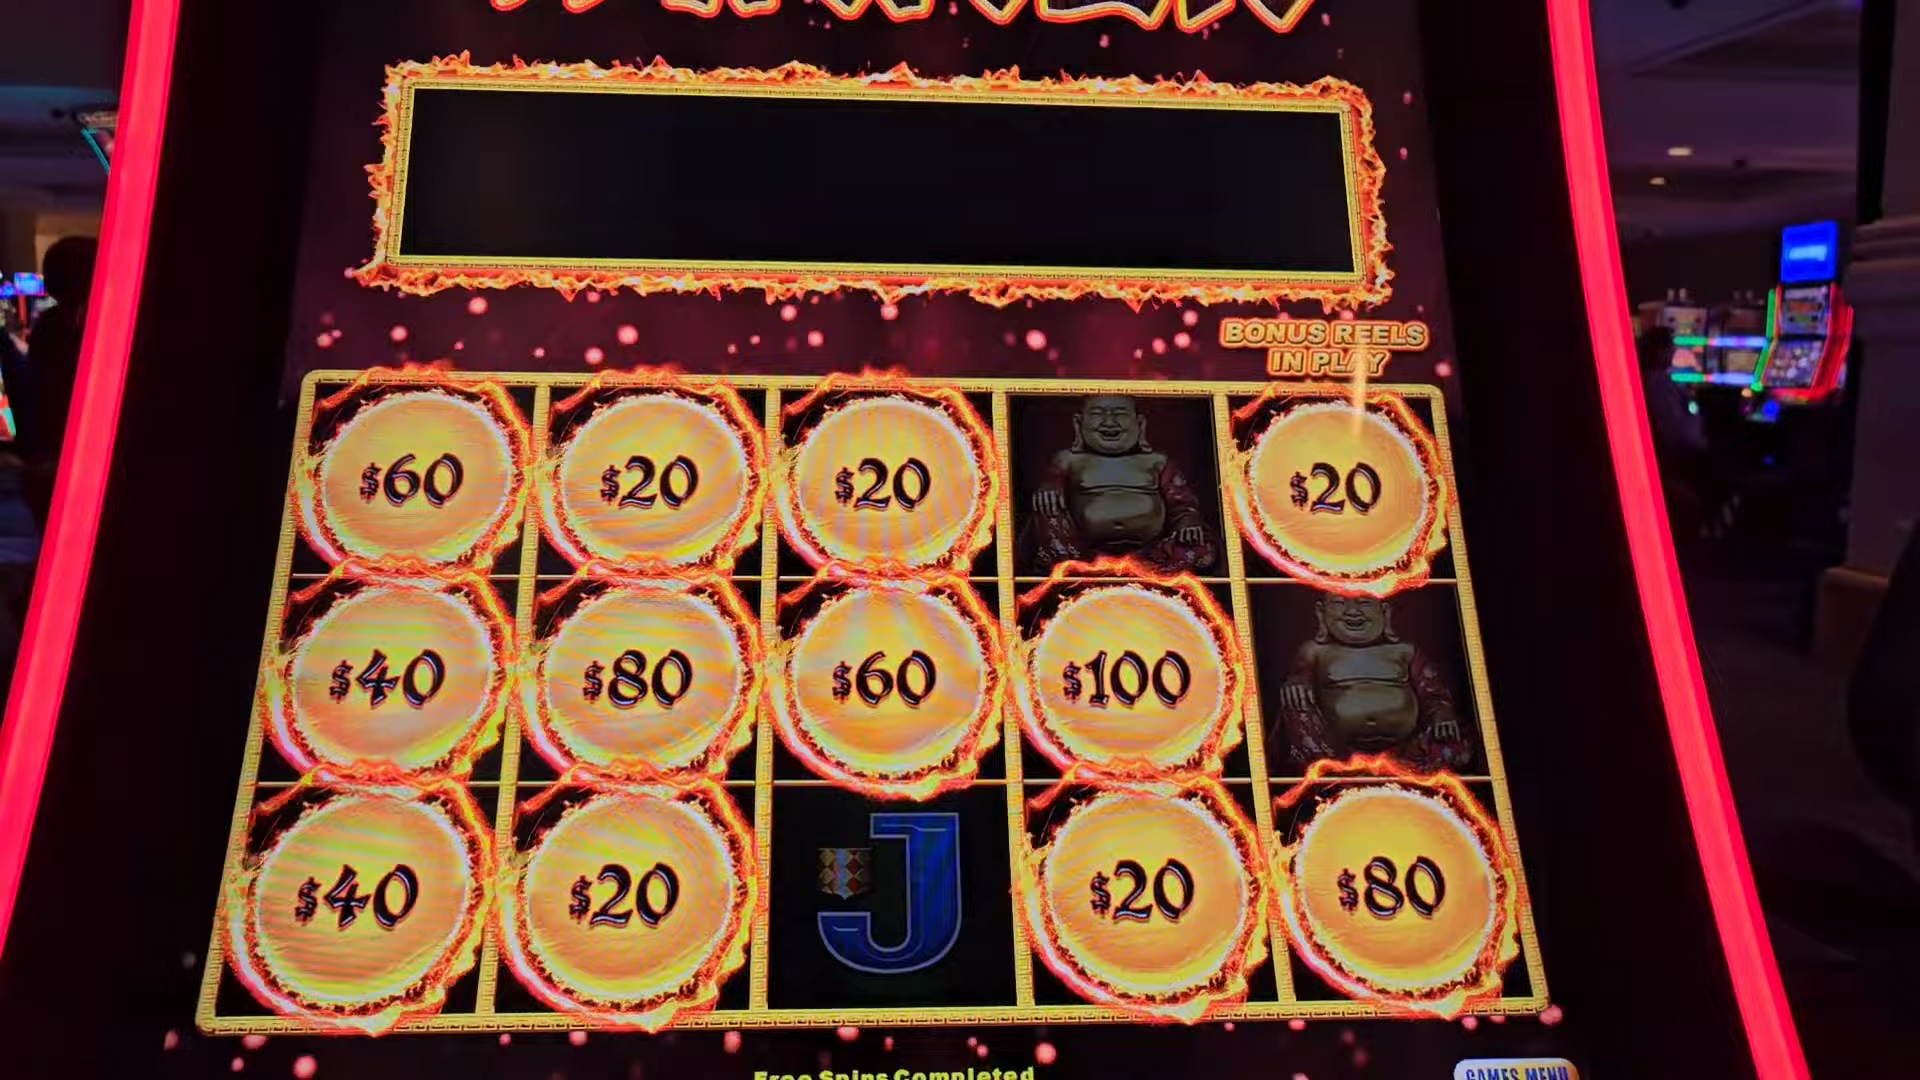 BONUS REELS
IN PLAY
$60 $20 $20 $20
$40 $80 $60 $100
$40 $20 J $20 $80
Free Spins Completed
GAMES MENU